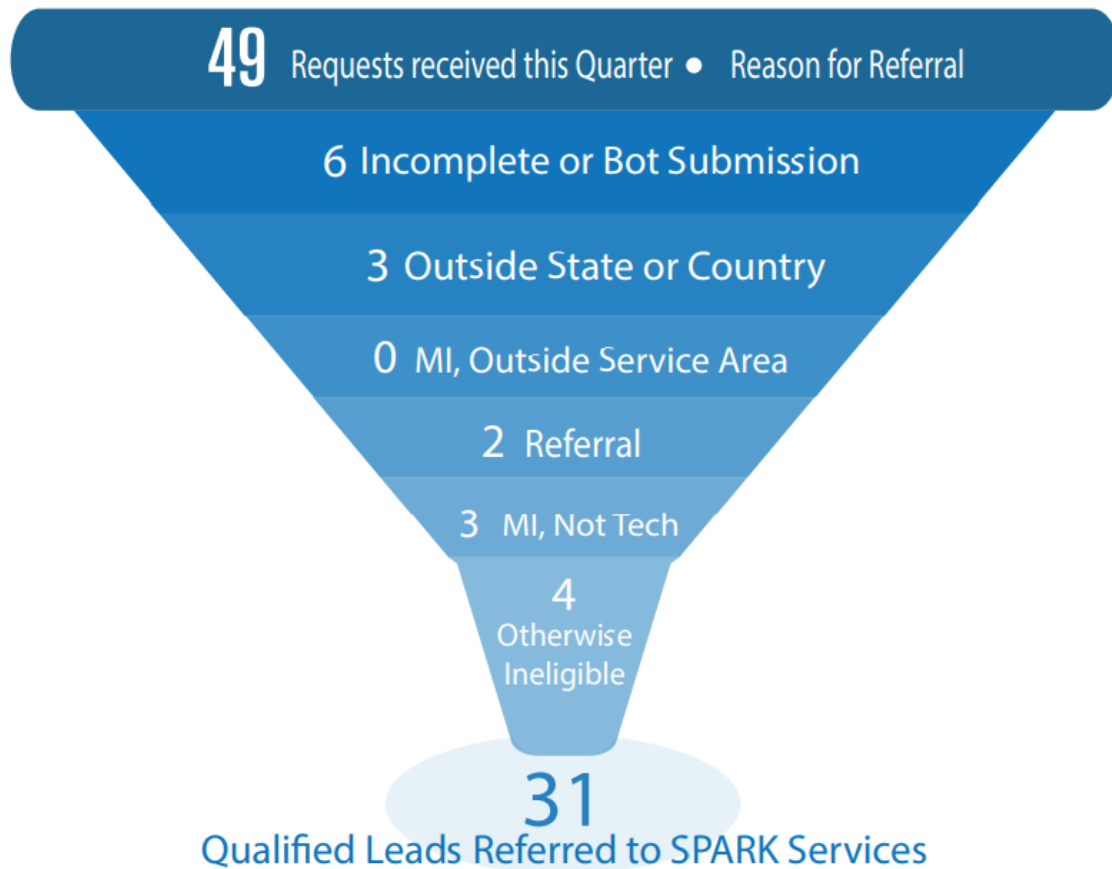 49 Requests received this Quarter • Reason for Referral
6 Incomplete or Bot Submission
3 Outside State or Country
0 MI, Outside Service Area
2 Referral
3 MI, Not Tech
4
Otherwise
Ineligible
31
Qualified Leads Referred to SPARK Services